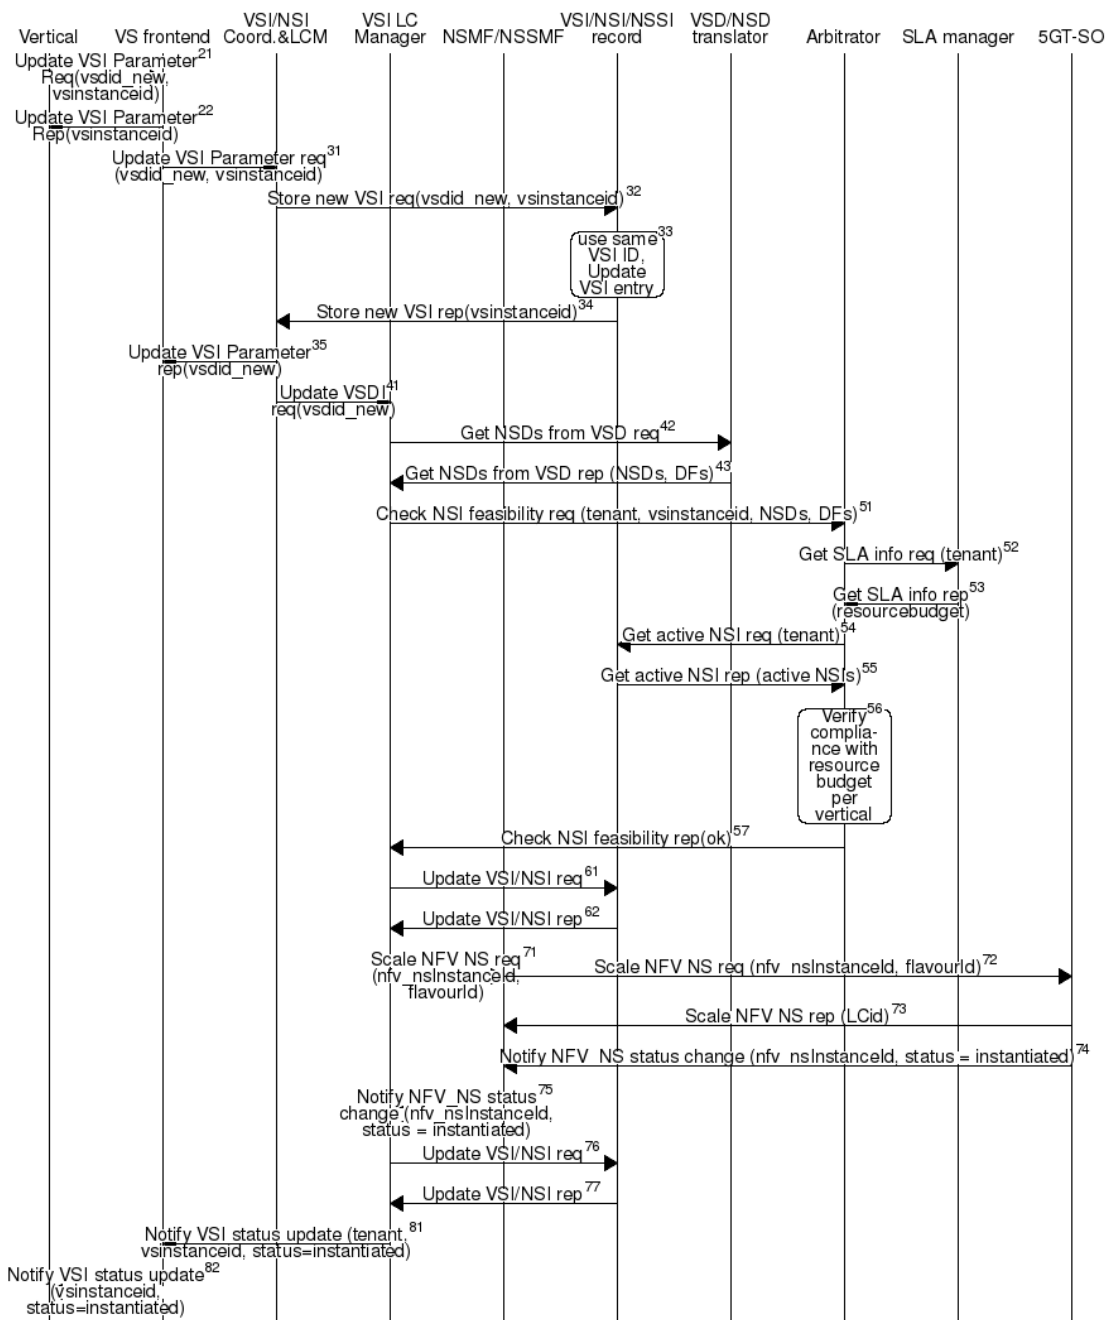 VSI/NSI VSI LC VSI/NSI/NSSI VSD/NSD
Vertical VS frontend Coord.&LCM Manager NSMF/NSSMF record translator Arbitrator SLA manager 5GT-SO
Update VSI Parameter21
Req(vsdid_new,
vsinstanceid)
Update VSI Parameter22
Rep(vsinstanceid)
Update VSI Parameter req31
(vsdid_new, vsinstanceid)
Store new VSI req(vsdid_new, vsinstanceid)32
use same33
VSI ID,
Update
VSI entry
Store new VSI rep(vsinstanceid)34
Update VSI Parameter35
rep(vsdid_new)
Update VSDI41
req(vsdid_new)
Get NSDs from VSD req42
Get NSDs from VSD rep (NSDs, DFs)43
Check NSI feasibility req (tenant, vsinstanceid, NSDs, DFs)51
Get SLA info req (tenant)52
Get SLA info rep53
(resourcebudget)
Get active NSI req (tenant)54
Get active NSI rep (active NSIs)55
Verify56
complia-
nce with
resource
budget
per
vertical
Check NSI feasibility rep(ok)57
Update VSI/NSI req61
Update VSI/NSI rep62
Scale NFV NS req71
(nfv_nsInstanceId,
flavourId)
Scale NFV NS req (nfv_nsInstanceId, flavourId)72
Scale NFV NS rep (LCid)73
Notify NFV_NS status change (nfv_nsInstanceId, status = instantiated)74
Notify NFV_NS status75
change (nfv_nsInstanceId,
status = instantiated)
Update VSI/NSI req76
Update VSI/NSI rep77
Notify VSI status update (tenant,81
vsinstanceid, status=instantiated)
Notify VSI status update82
(vsinstanceid,
status=instantiated)